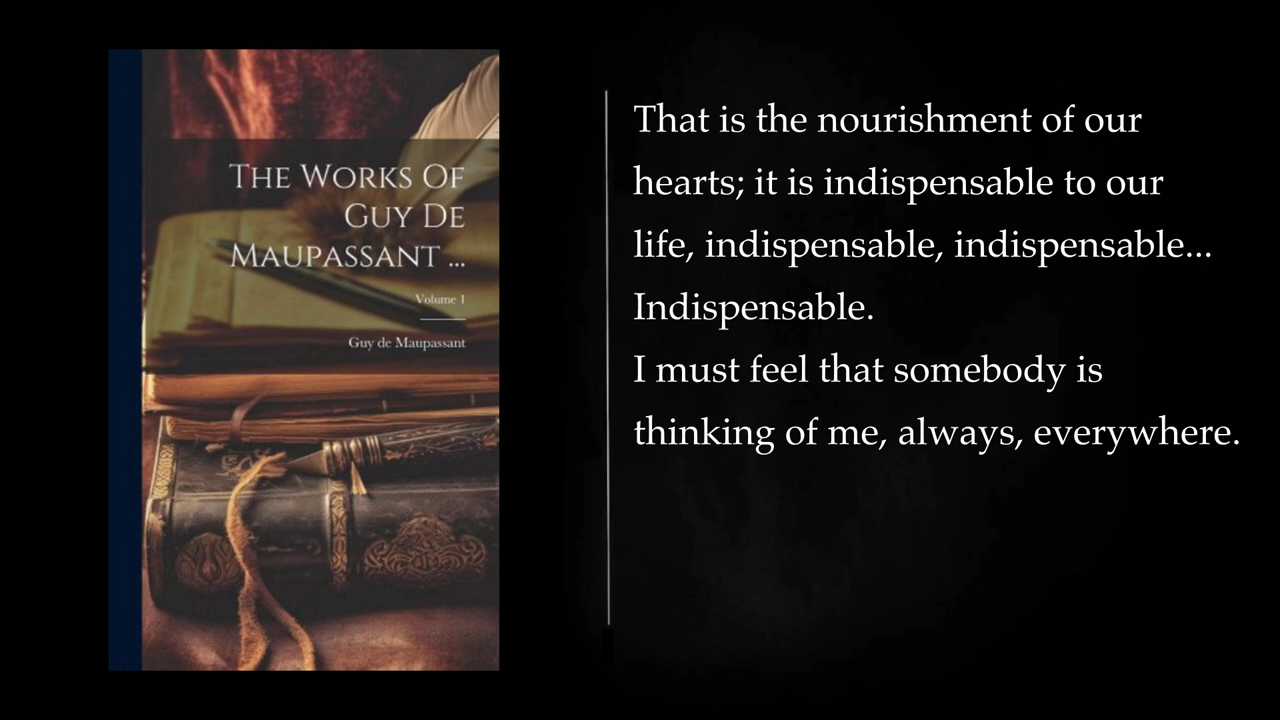 The Works Of
Guy De
Maupassant ...
Volume 1
Guy de Maupassant
That is the nourishment of our
hearts; it is indispensable to our
life, indispensable, indispensable...
Indispensable.
I must feel that somebody is
thinking of me, always, everywhere.